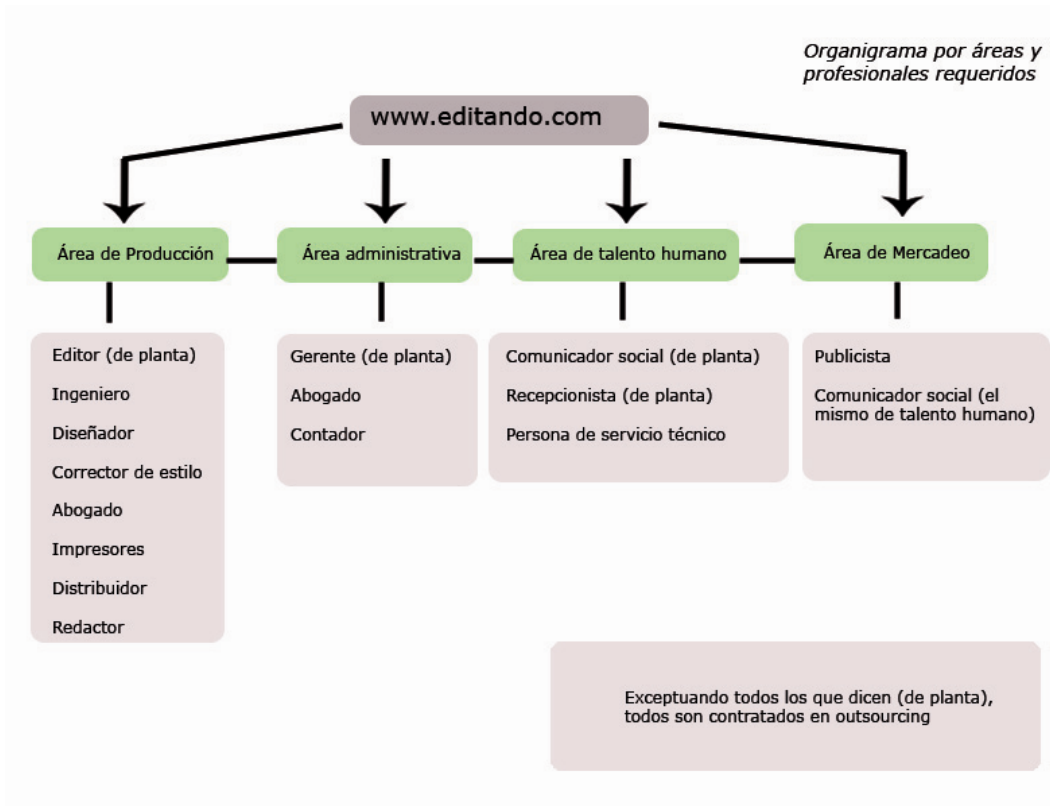 Organigrama por áreas y
profesionales requeridos
www.editando.com
Área de Producción
Área administrativa
Área de talento humano
Área de Mercadeo
Editor (de planta)
Ingeniero
Diseñador
Corrector de estilo
Abogado
Impresores
Distribuidor
Redactor
Gerente (de planta)
Abogado
Contador
Comunicador social (de planta)
Recepcionista (de planta)
Persona de servicio técnico
Publicista
Comunicador social (el
mismo de talento humano)
Exceptuando todos los que dicen (de planta),
todos son contratados en outsourcing